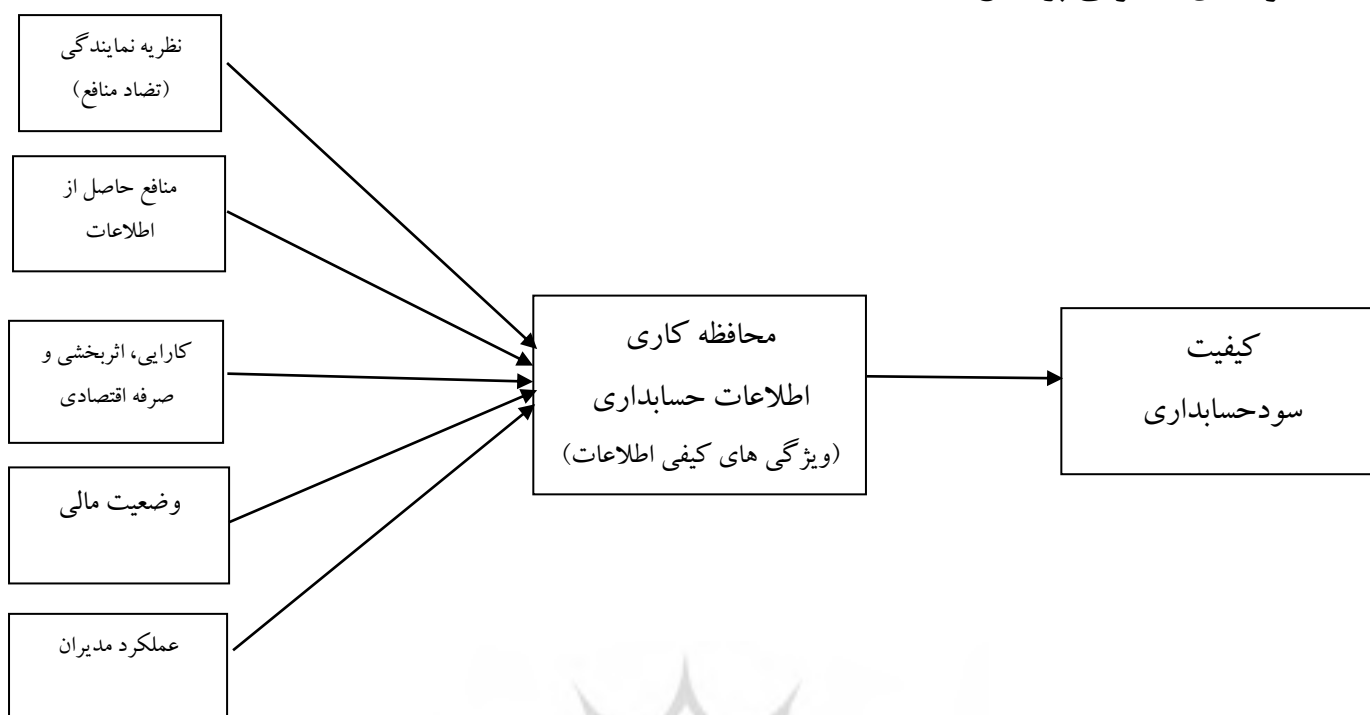 نظریه نمایندگی
(تضاد منافع)
منافع حاصل از
اطلاعات
کارایی، اثربخشی و
صرفه اقتصادی
وضعیت مالی
عملکرد مدیران
محافظه کاری
اطلاعات حسابداری
(ویژگی های کیفی اطلاعات)
کیفیت
سودحسابداری